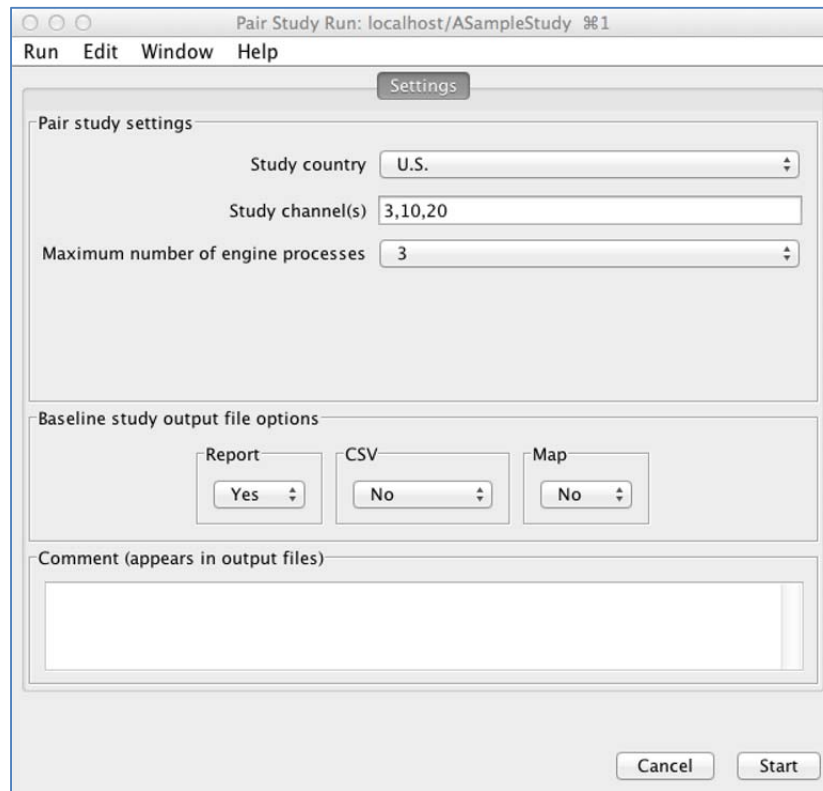 Pair Study Run: localhost/ASampleStudy ⌘1
Run Edit Window Help
Settings
Pair study settings
Study country U.S.
Study channel(s) 3,10,20
Maximum number of engine processes 3
Baseline study output file options
Report CSV Map
Yes No No
Comment (appears in output files)
Cancel Start